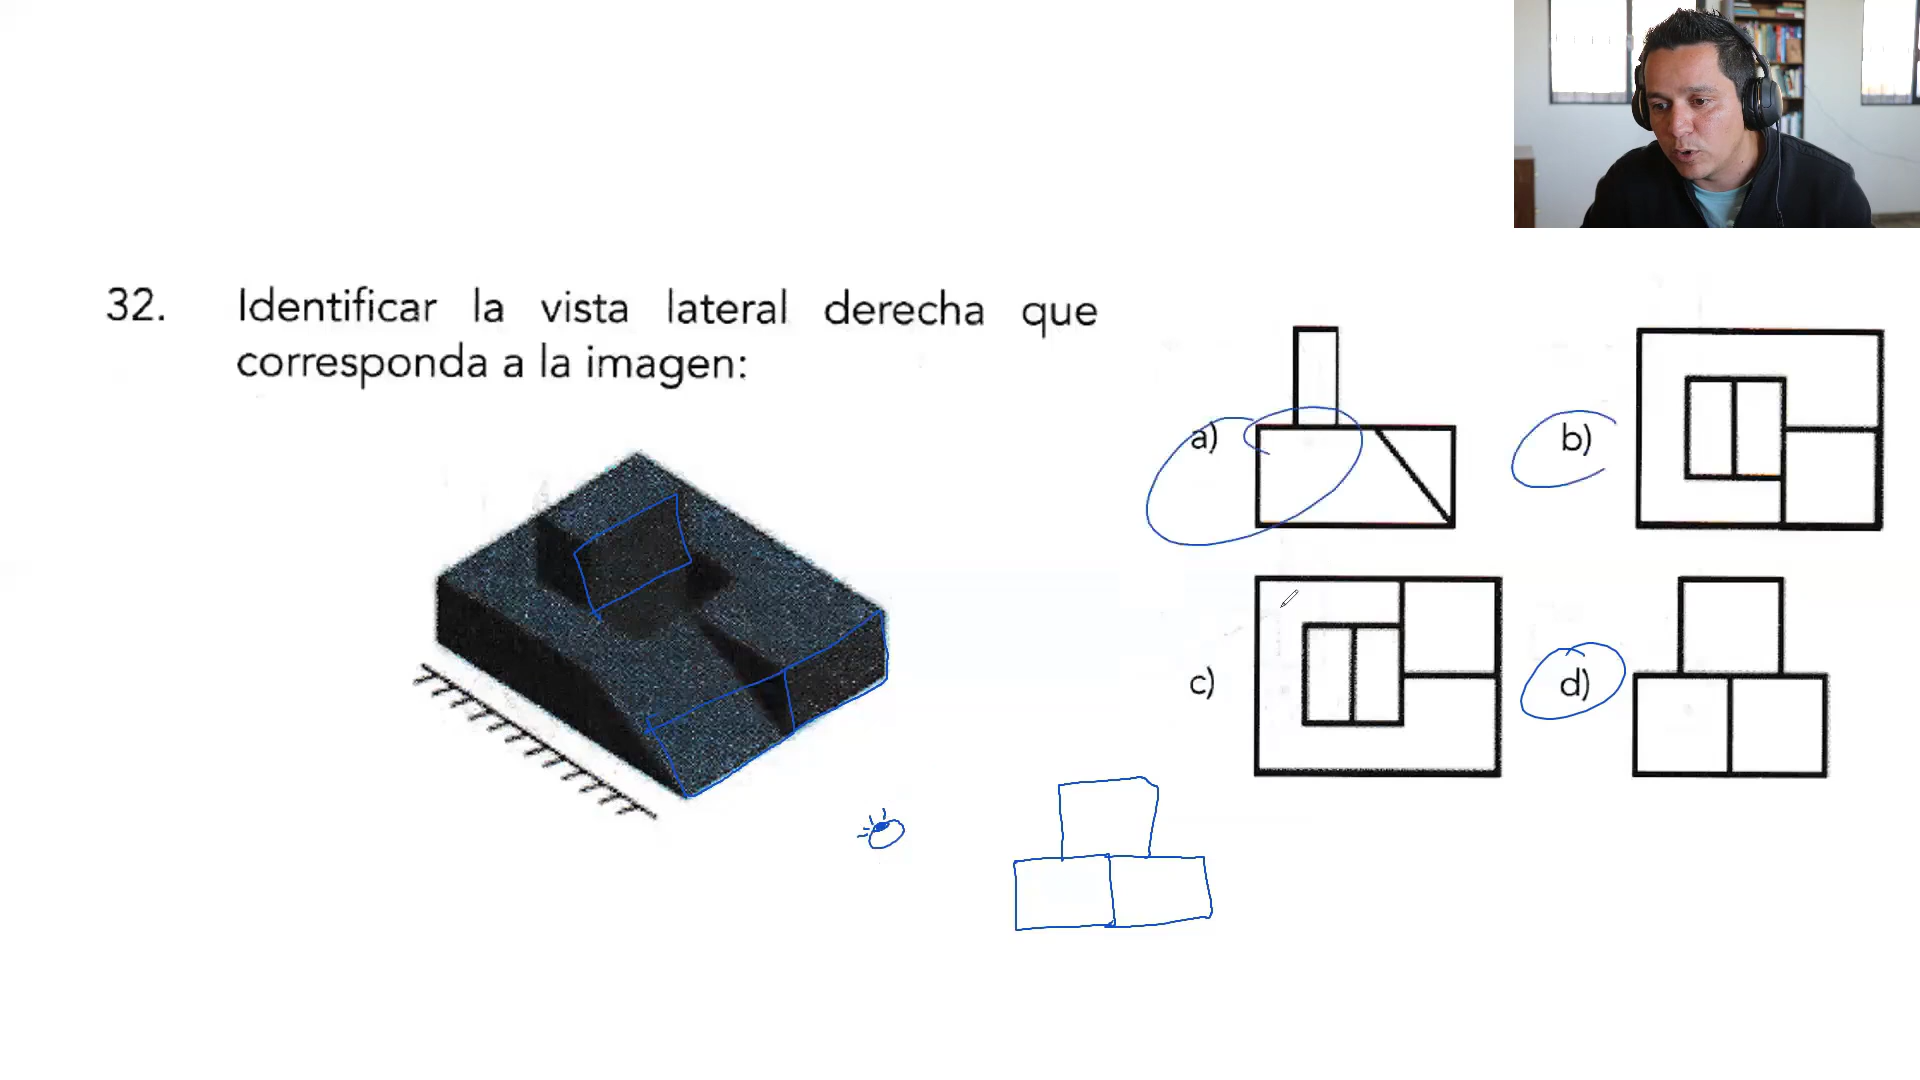 32. Identificar la vista lateral derecha que
corresponda a la imagen:
a)
b)
c)
d)